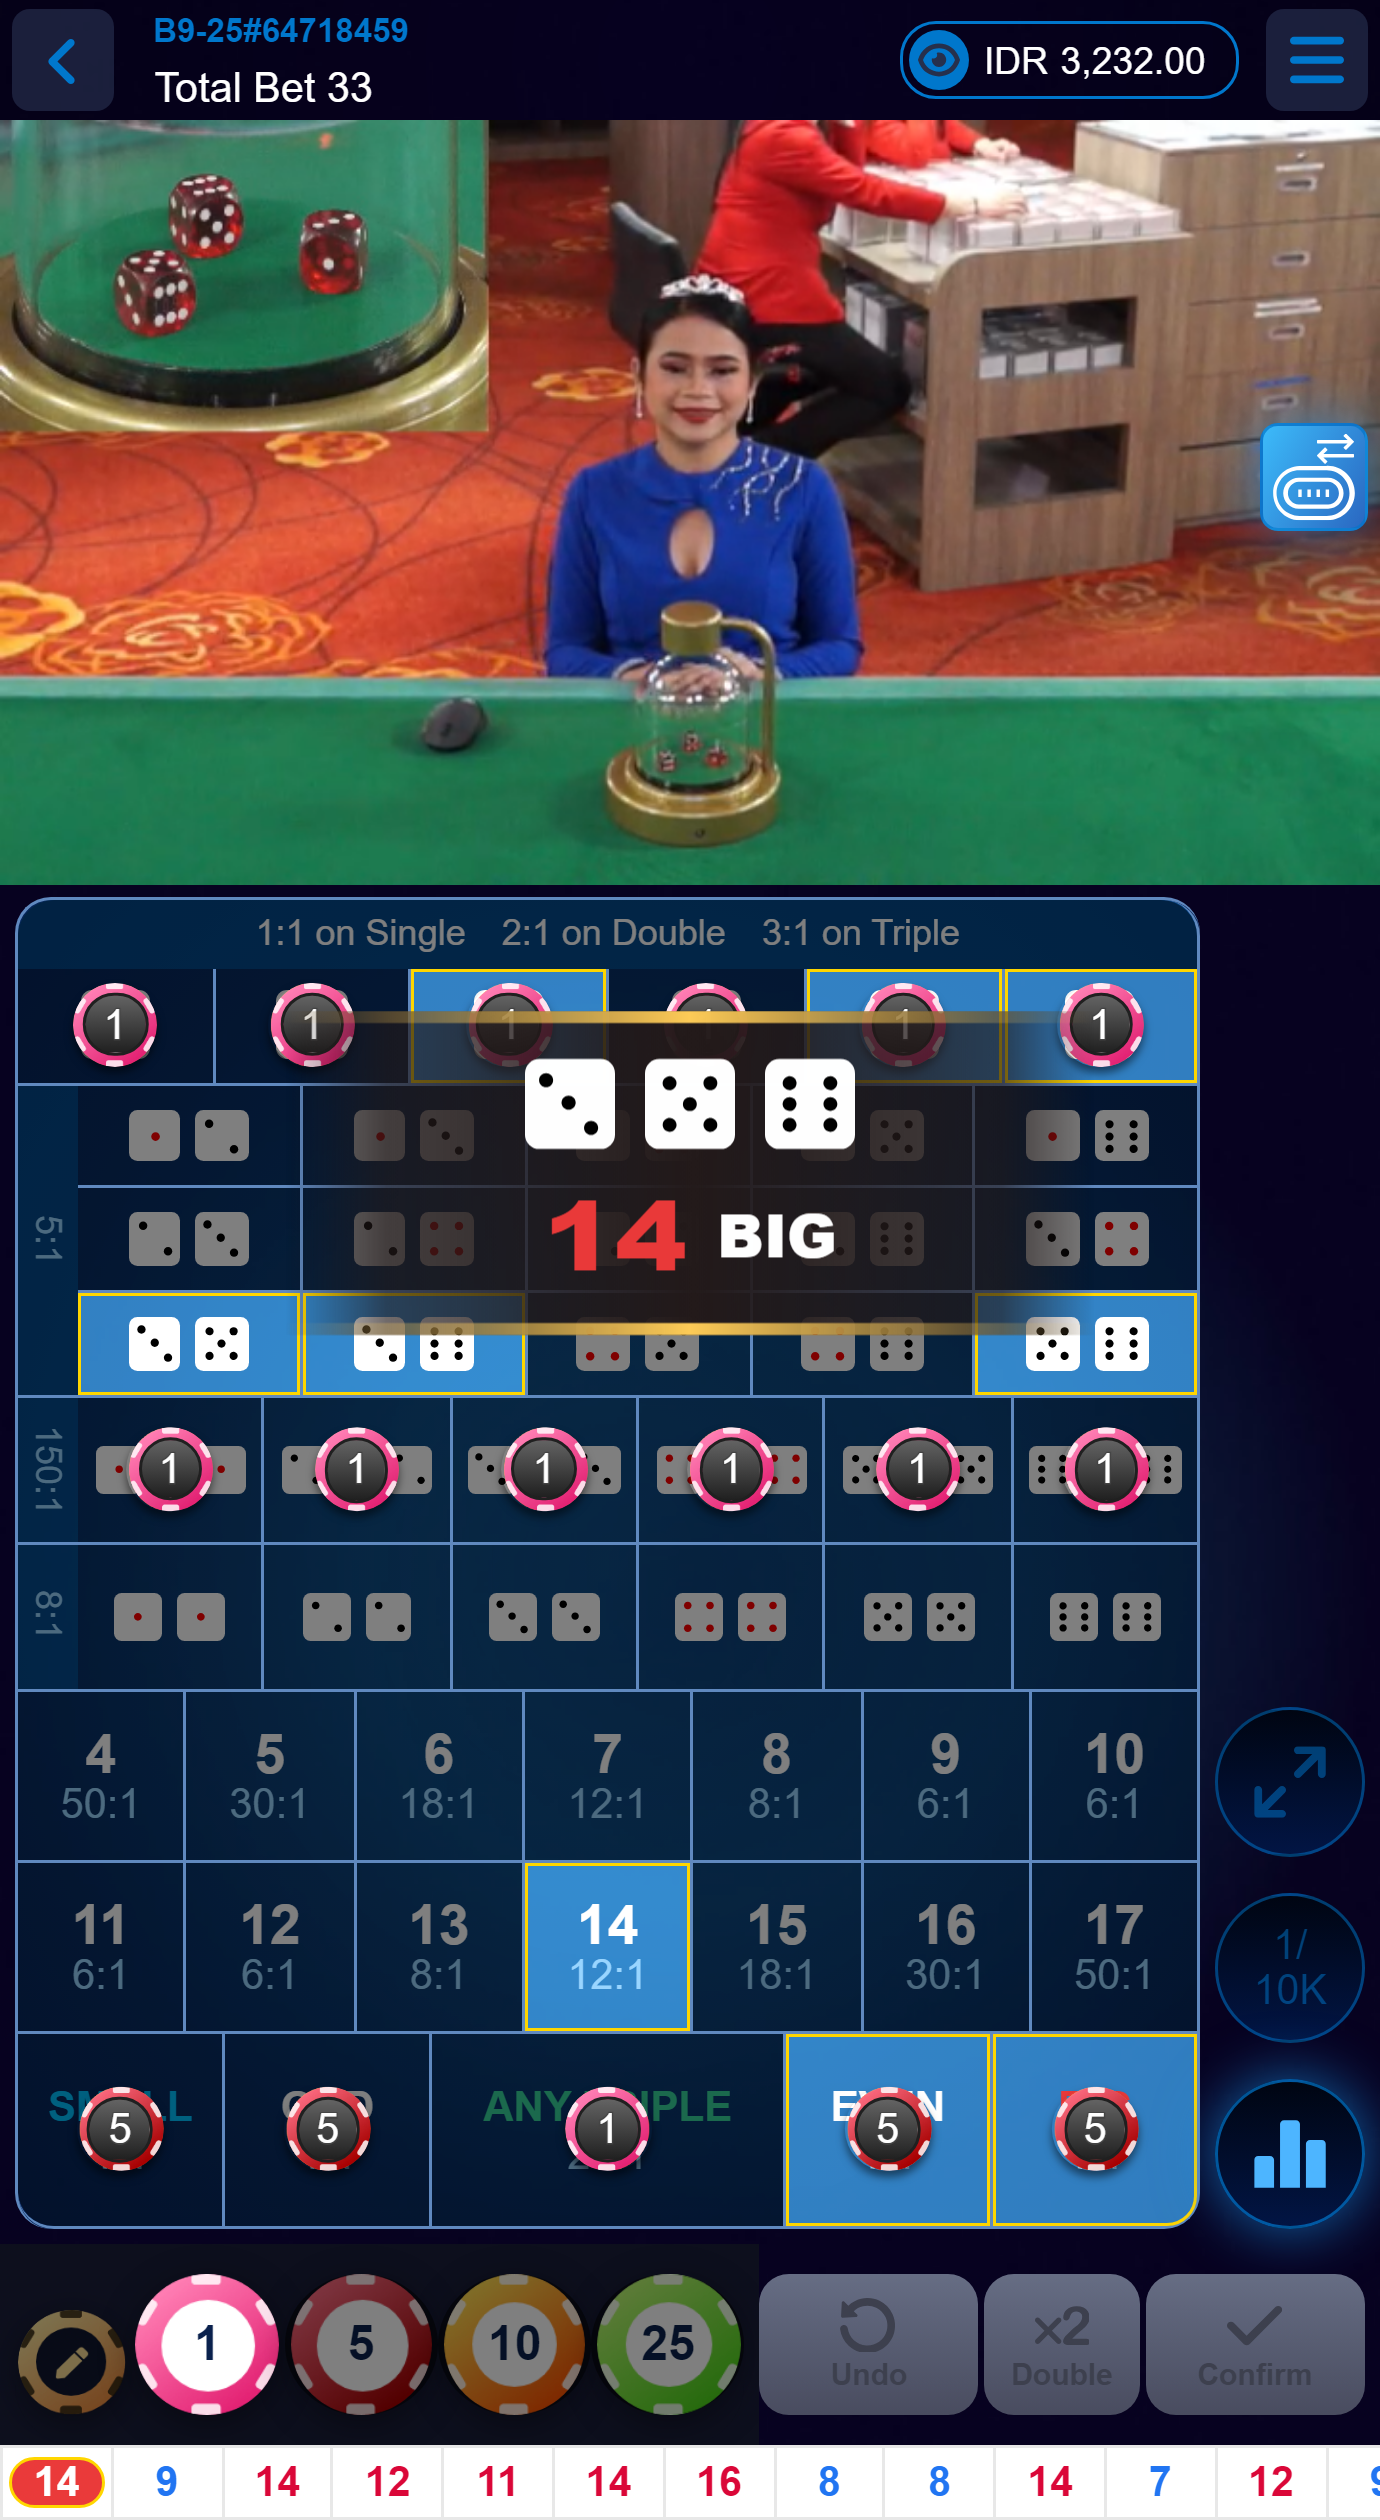 B9-25#64718459
Total Bet 33
IDR 3,232.00
1:1 on Single 2:1 on Double 3:1 on Triple
1 1 1 1 1
14 BIG
5:1
150:1
1 1 1 1 1 1
8:1
4 5 6 7 8 9 10
50:1 30:1 18:1 12:1 8:1 6:1 6:1
11 12 13 14 15 16 17
6:1 6:1 8:1 12:1 18:1 30:1 50:1
1/
10K
5 5 1 5 5
1 5 10 25
x2
Undo Double Confirm
14 9 14 12 11 14 16 8 8 14 7 12